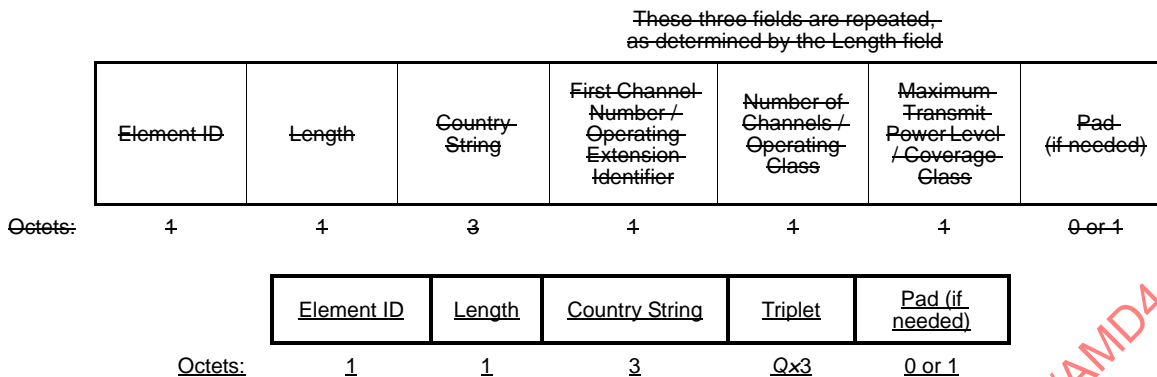 These three fields are repeated,
as determined by the Length field
Element ID
Length
Country
String
First Channel
Number /
Operating
Extension
Identifier
Number of
Channels /
Operating
Class
Maximum
Transmit
Power Level
/ Coverage
Class
Pad
(if needed)
Octets: 1 1 3 1 1 1 0 or 1
Element ID
Length
Country String
Triplet
Pad (if
needed)
Octets: 1 1 3 Q×3 0 or 1